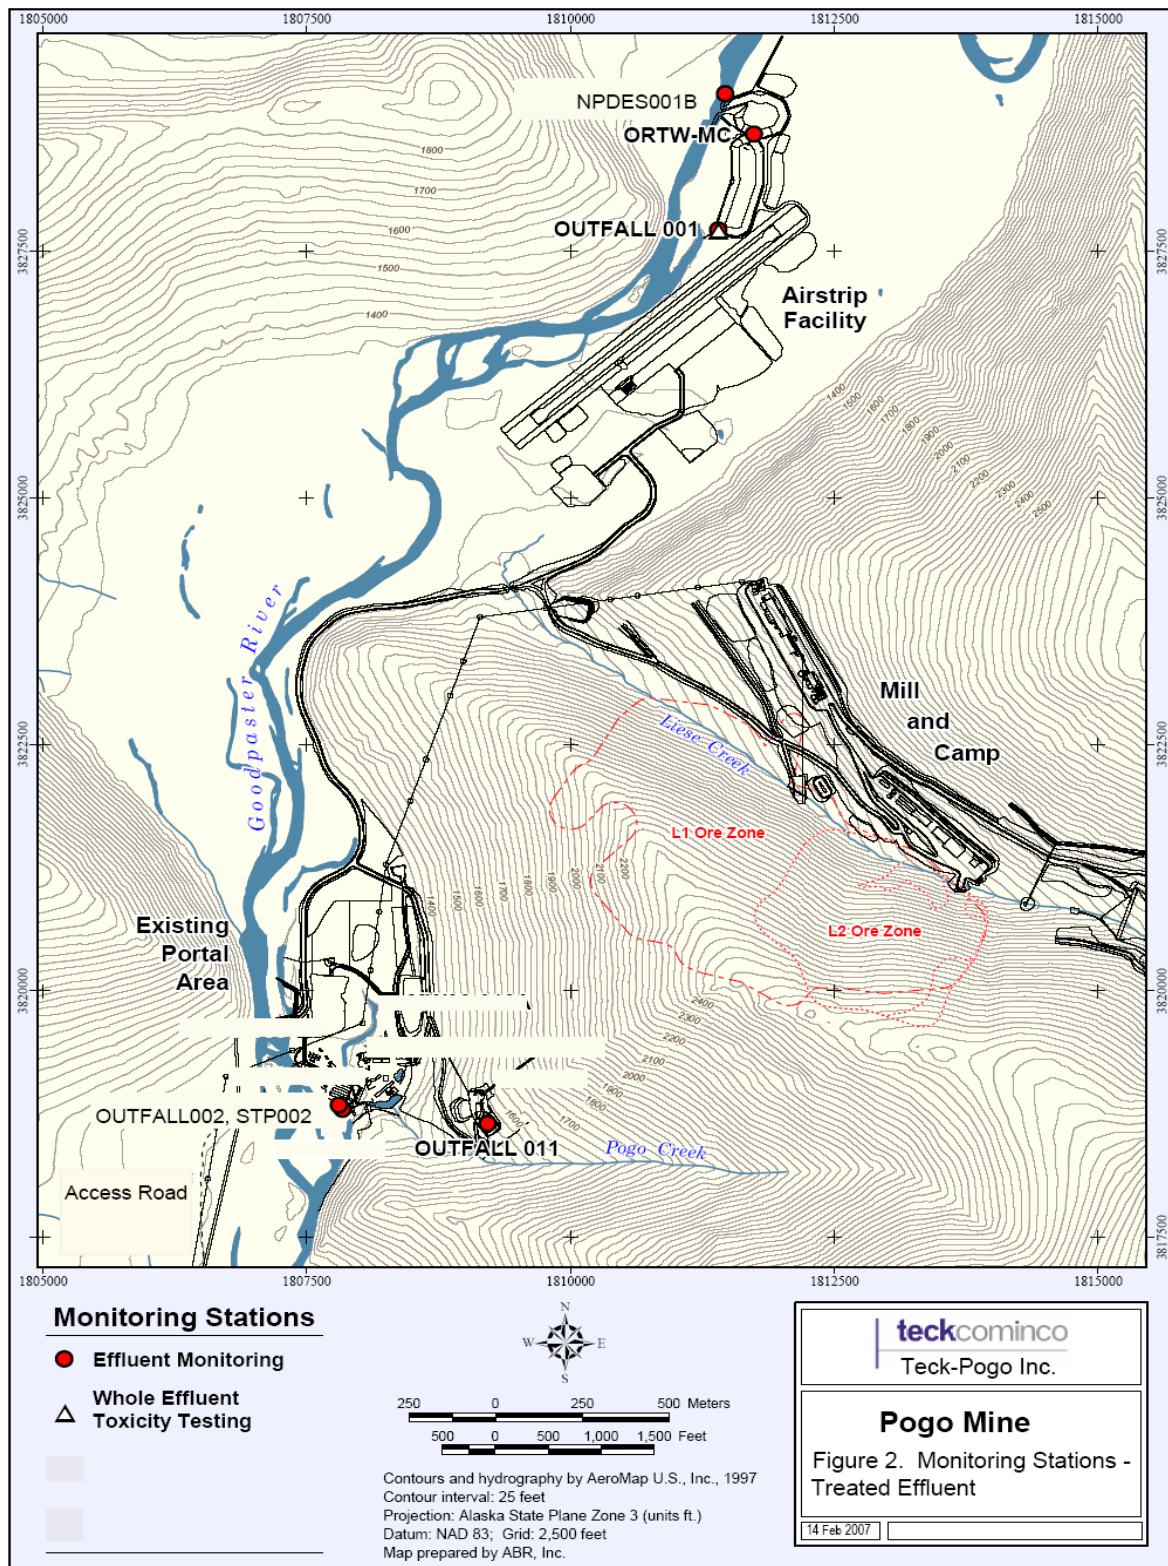 1805000 1807500 1810000 1812500 1815000
NPDES001B
ORTW-MC
OUTFALL 001
1800
1700
1600
1500
1400
3827500
3827500
Airstrip
Facility
1400
1500
1600
1700
1800
1900
2000
2100
2200
2300
2400
2500
3825000
3825000
Goodpaster River
Liese Creek
Mill
and
Camp
3822500
3822500
L1 Ore Zone
L2 Ore Zone
1400
1500
1600
1700
1800
1900
2000
2100
2200
Existing
Portal
Area
3820000
3820000
2400
2300
2200
2100
2000
1900
1800
1700
1600
OUTFALL002, STP002
OUTFALL 011
Pogo Creek
Access Road
3817500
3817500
1805000 1807500 1810000 1812500 1815000
Monitoring Stations
Effluent Monitoring
Whole Effluent
Toxicity Testing
N
W E
S
250 0 250 500 Meters
500 0 500 1,000 1,500 Feet
Contours and hydrography by AeroMap U.S., Inc., 1997
Contour interval: 25 feet
Projection: Alaska State Plane Zone 3 (units ft.)
Datum: NAD 83; Grid: 2,500 feet
Map prepared by ABR, Inc.
teckcominco
Teck-Pogo Inc.
Pogo Mine
Figure 2. Monitoring Stations -
Treated Effluent
14 Feb 2007